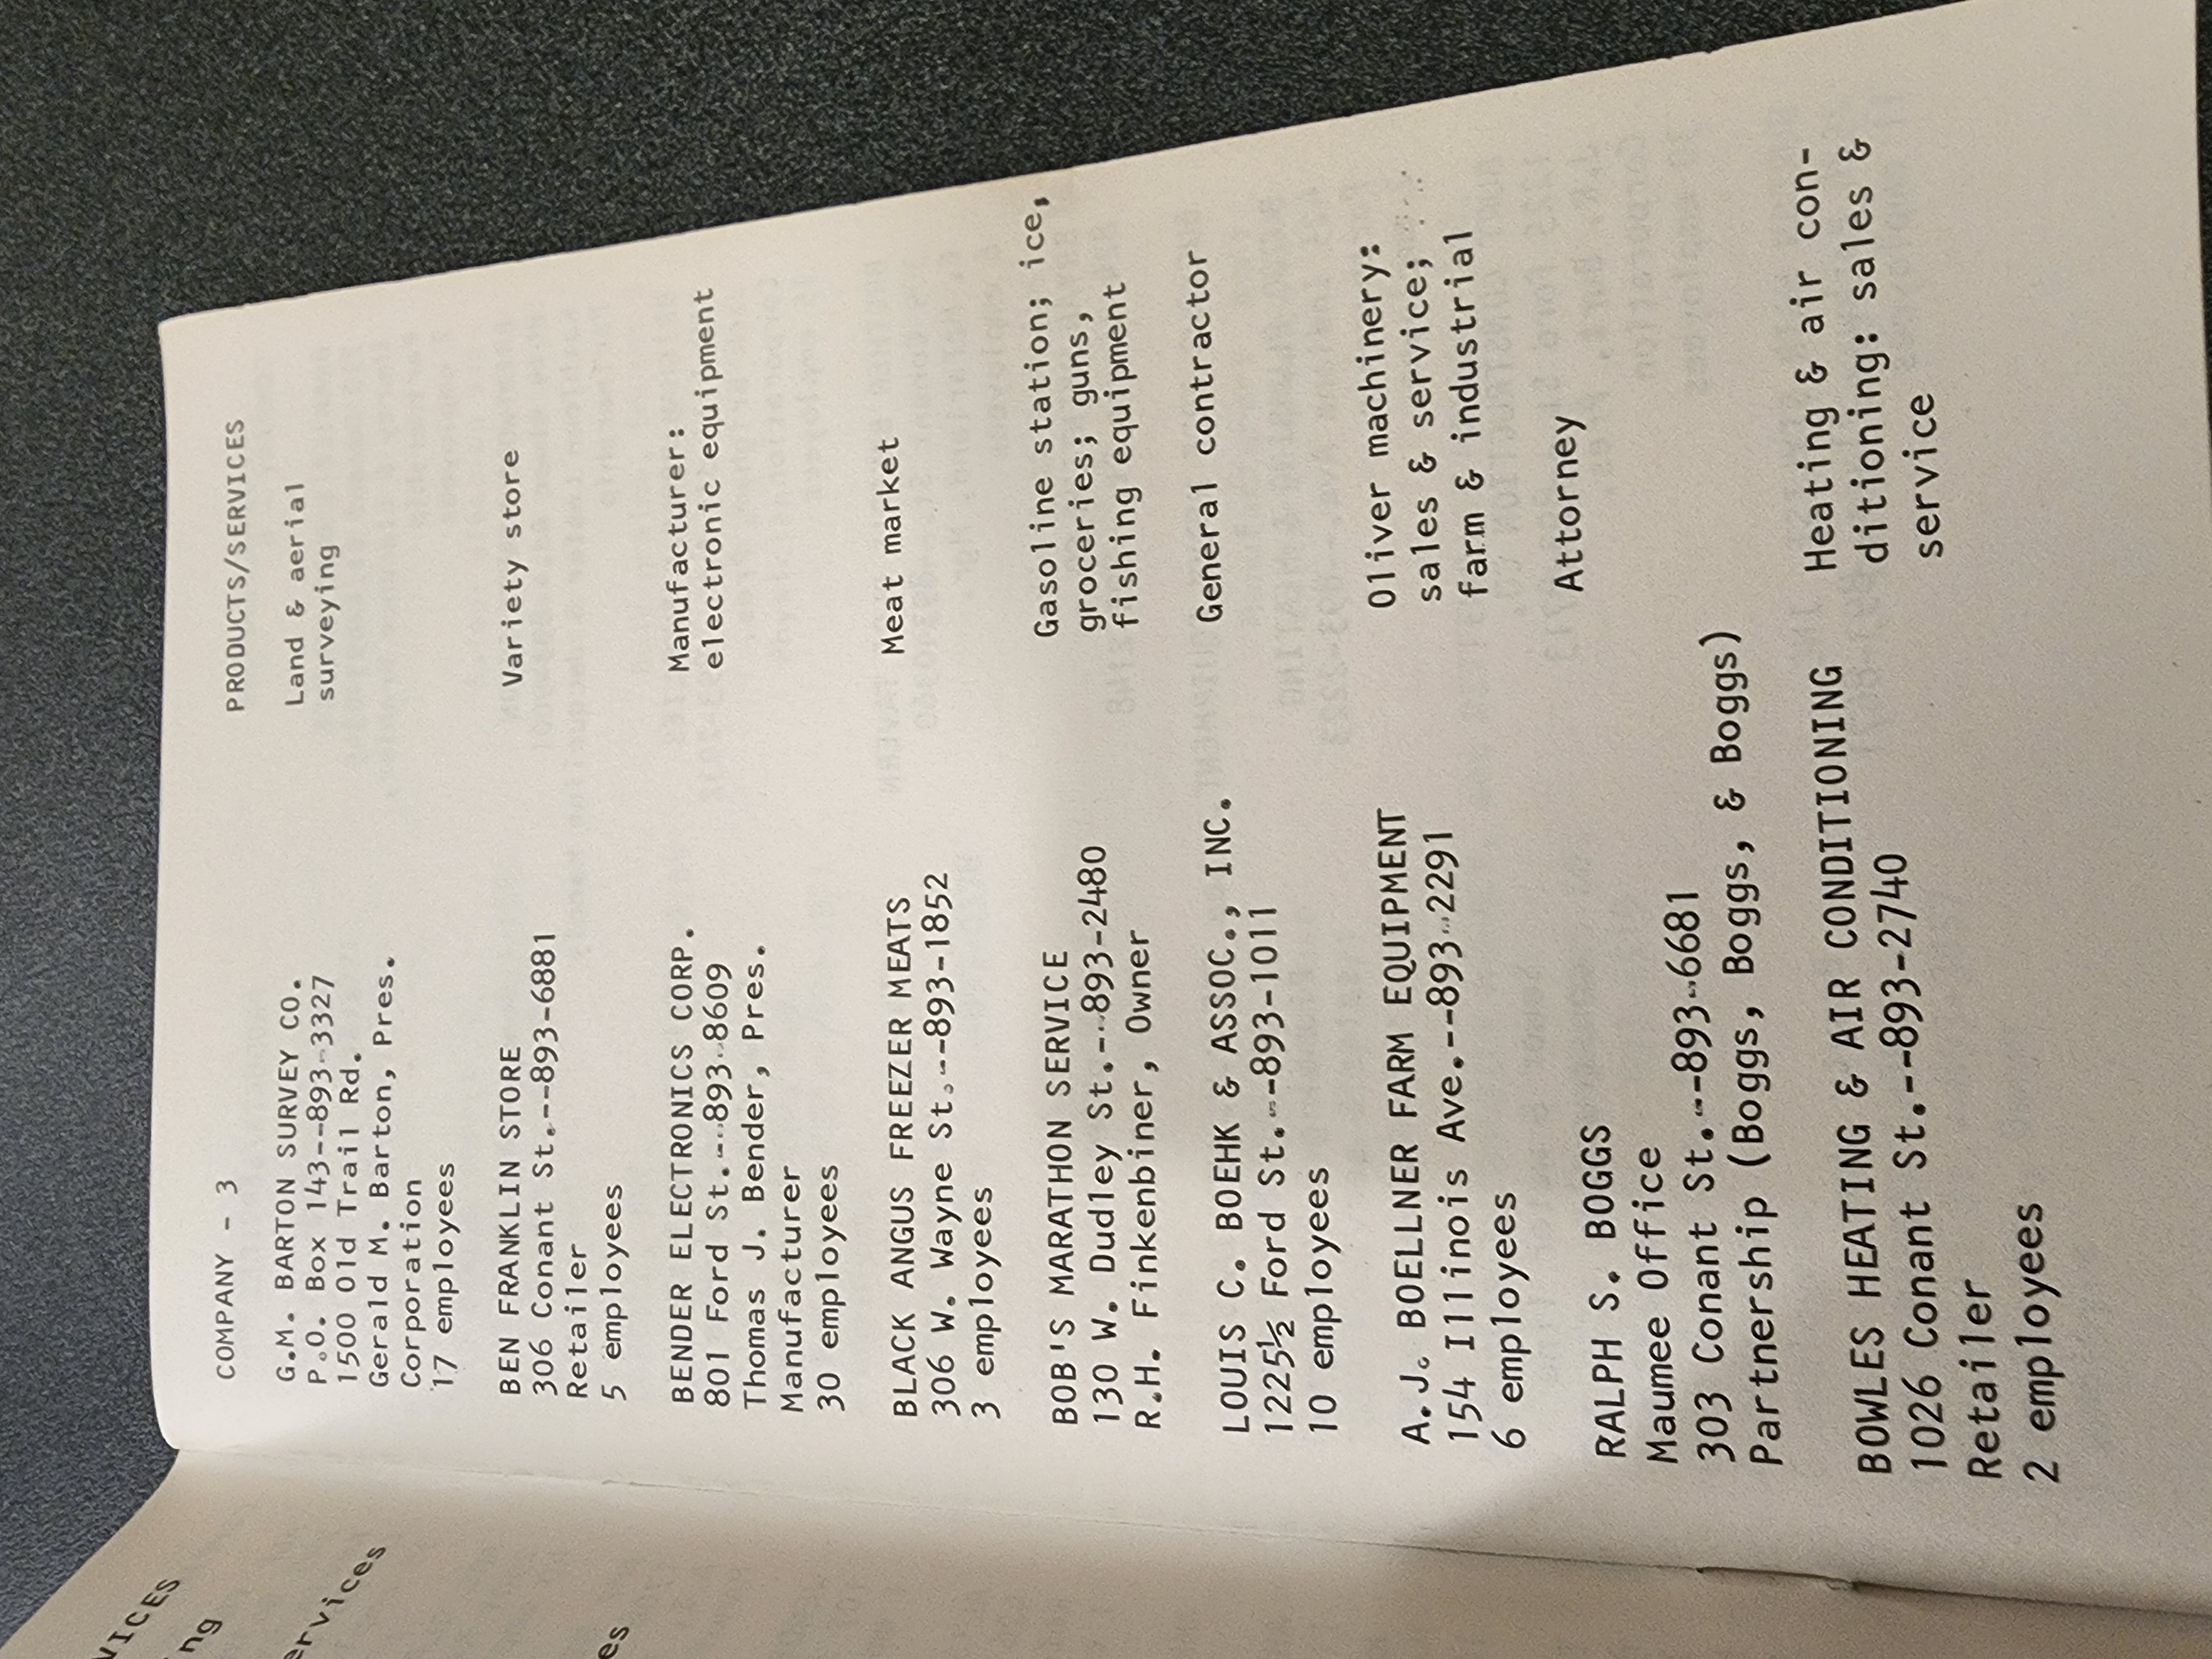 VICES
ng
ervices
es
COMPANY - 3 PRODUCTS/SERVICES
G.M. BARTON SURVEY CO. Land & aerial
P.O. Box 143--893-3327 surveying
1500 Old Trail Rd.
Gerald M. Barton, Pres.
Corporation
17 employees
BEN FRANKLIN STORE Variety store
306 Conant St.--893-6881
Retailer
5 employees
BENDER ELECTRONICS CORP. Manufacturer:
801 Ford St.--893-8609 electronic equipment
Thomas J. Bender, Pres.
Manufacturer
30 employees
BLACK ANGUS FREEZER MEATS Meat market
306 W. Wayne St.--893-1852
3 employees
BOB'S MARATHON SERVICE Gasoline station; ice,
130 W. Dudley St.--893-2480 groceries; guns,
R.H. Finkenbiner, Owner fishing equipment
LOUIS C. BOEHK & ASSOC., INC. General contractor
1225½ Ford St.--893-1011
10 employees
A.J. BOELLNER FARM EQUIPMENT Oliver machinery:
154 Illinois Ave.--893-2291 sales & service;
6 employees farm & industrial
RALPH S. BOGGS Attorney
Maumee Office
303 Conant St.--893-6681
Partnership (Boggs, Boggs, & Boggs)
BOWLES HEATING & AIR CONDITIONING Heating & air con-
1026 Conant St.--893-2740 ditioning: sales &
Retailer service
2 employees